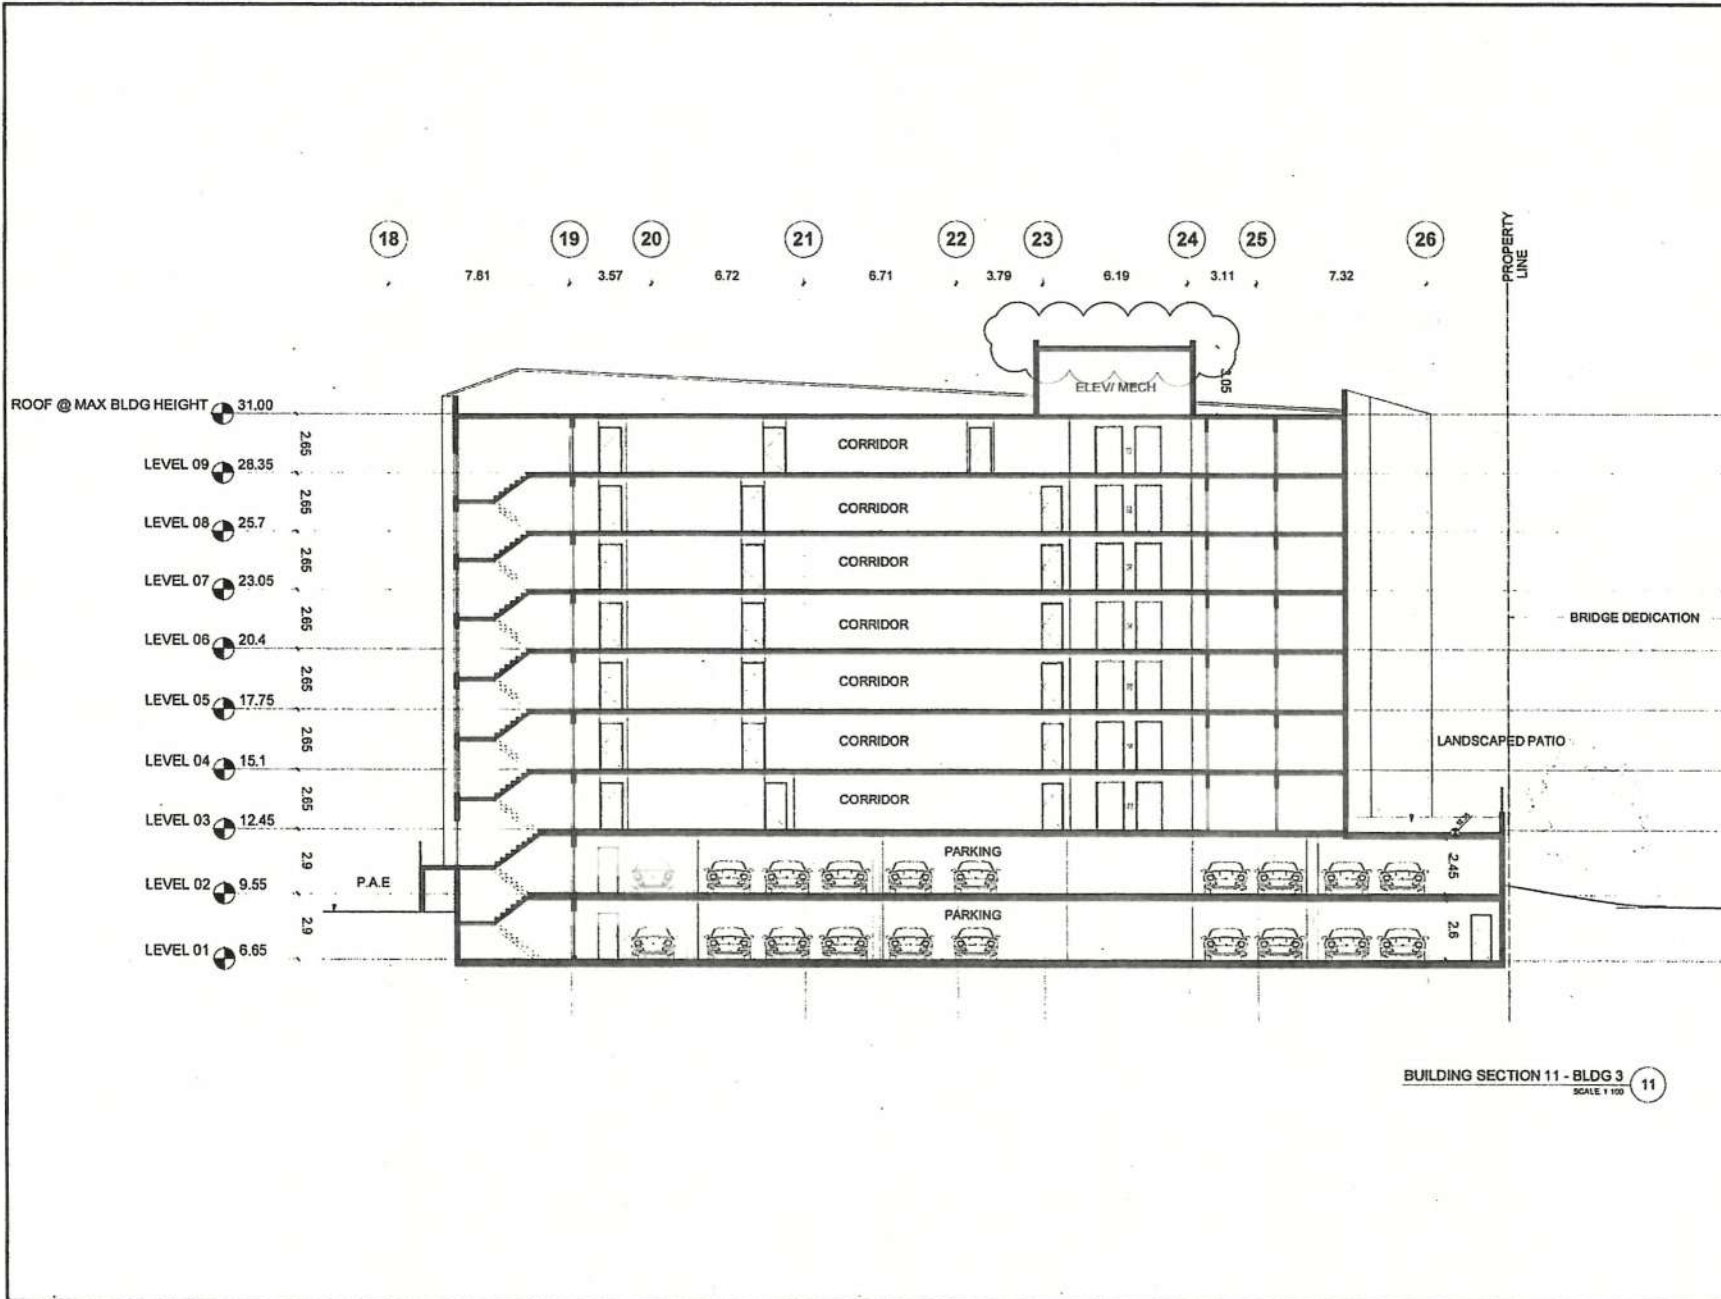 18 19 20 21 22 23 24 25 26
PROPERTY
LINE
7.81 3.57 6.72 6.71 3.79 6.19 3.11 7.32
ELEV/ MECH
3.05
ROOF @ MAX BLDG HEIGHT 31.00
2.65
CORRIDOR
LEVEL 09 28.35
2.65
CORRIDOR
LEVEL 08 25.7
2.65
CORRIDOR
LEVEL 07 23.05
2.65
CORRIDOR
BRIDGE DEDICATION
LEVEL 06 20.4
2.65
CORRIDOR
LEVEL 05 17.75
2.65
CORRIDOR
LANDSCAPED PATIO
LEVEL 04 15.1
2.65
CORRIDOR
LEVEL 03 12.45
2.9
PARKING
2.45
LEVEL 02 9.55
P.A.E
2.9
PARKING
2.6
LEVEL 01 6.65
BUILDING SECTION 11 - BLDG 3 11
SCALE 1 100